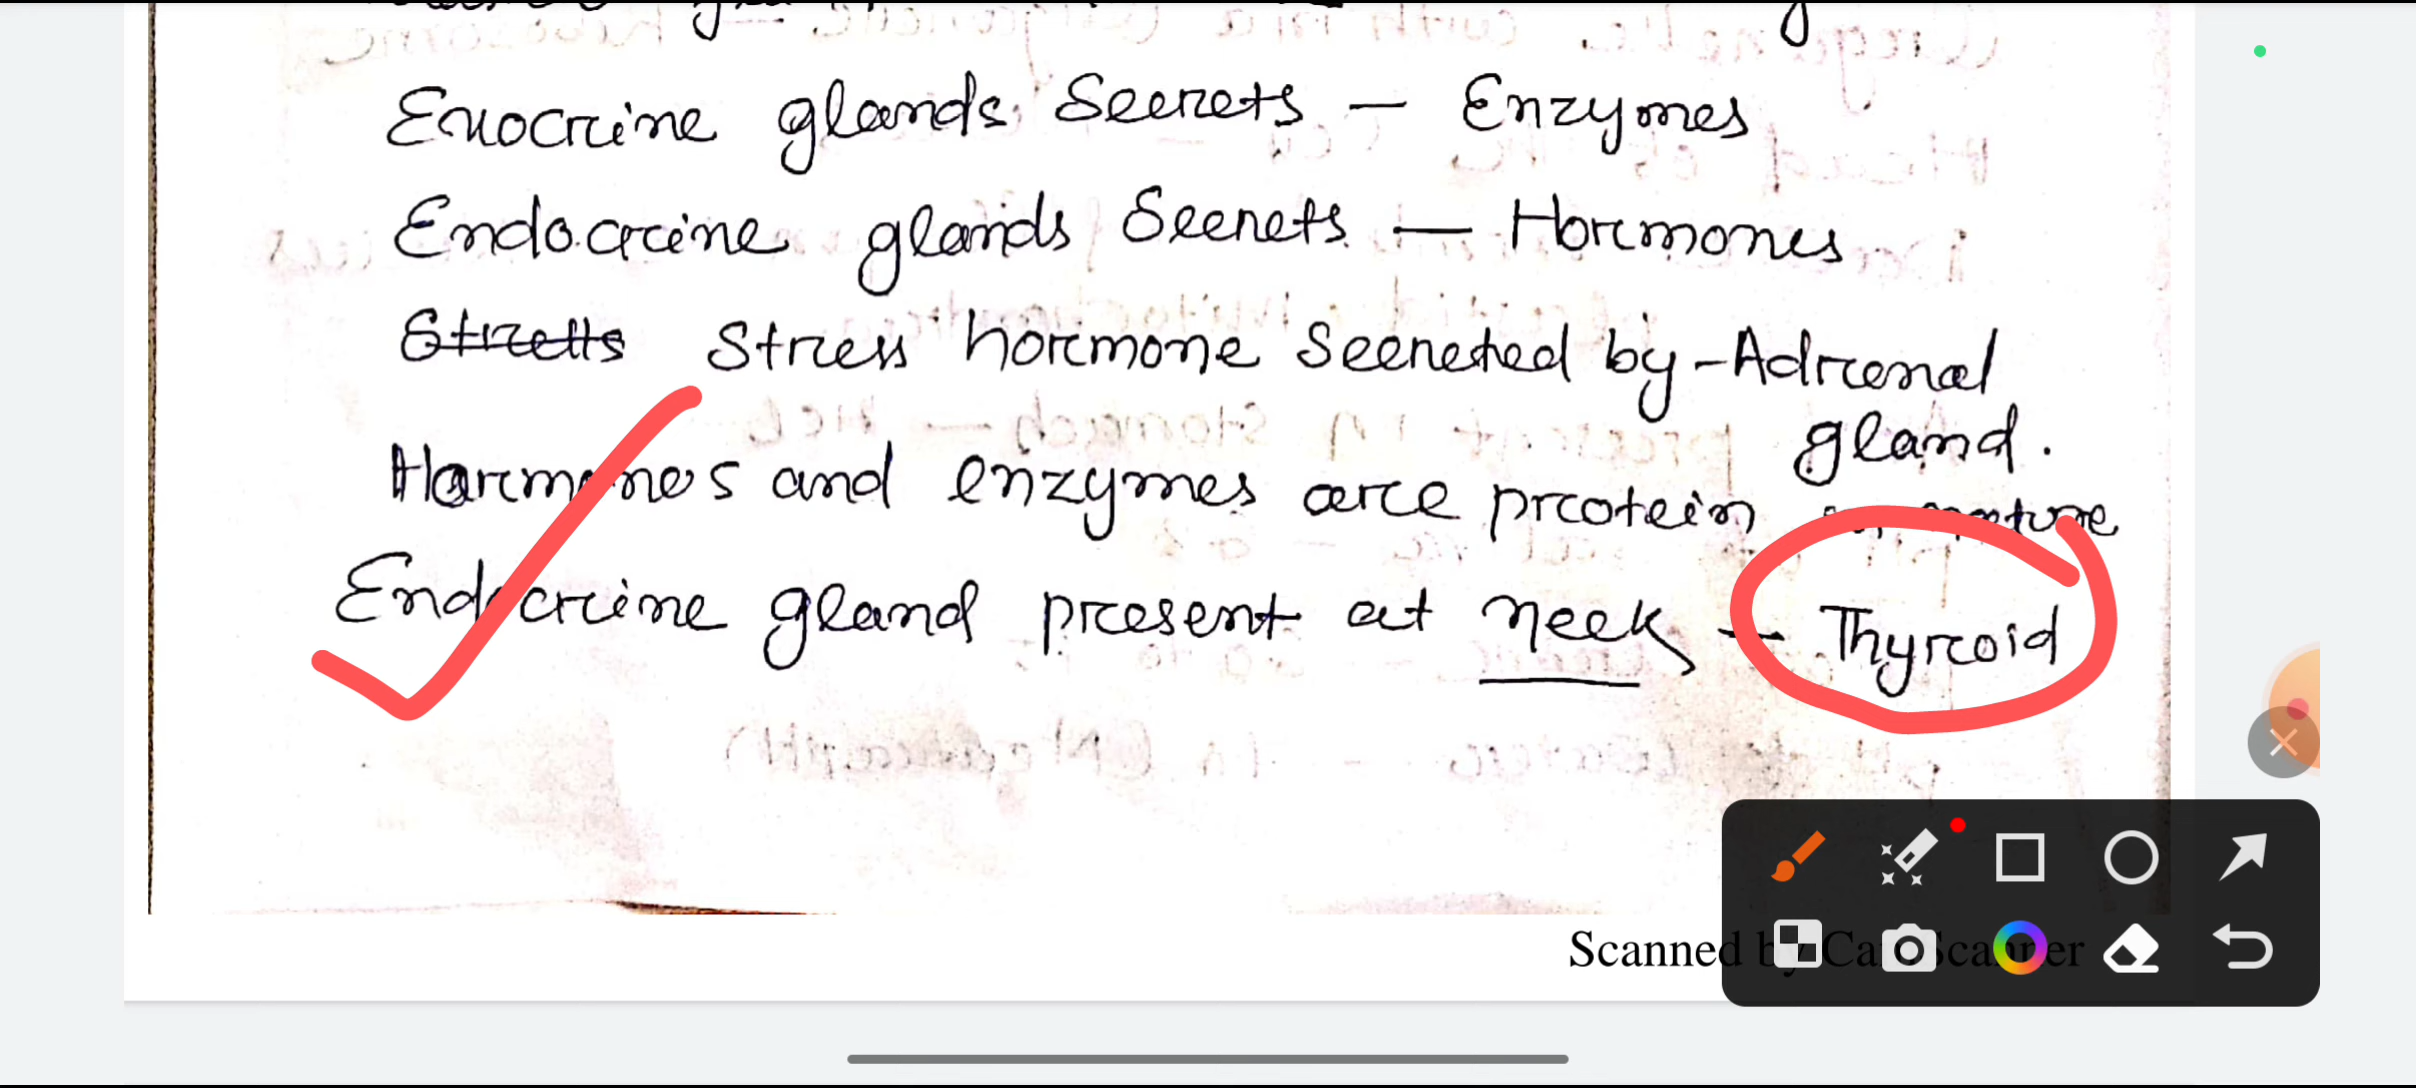 Exocrine glands Secrets - Enzymes
Endocrine glands Secrets - Hormones
Stretts Stress hormone Secreted by - Adrenal
gland.
Hormones and enzymes are protein in nature
Endocrine gland present at neck - Thyroid
Scanned by CamScanner